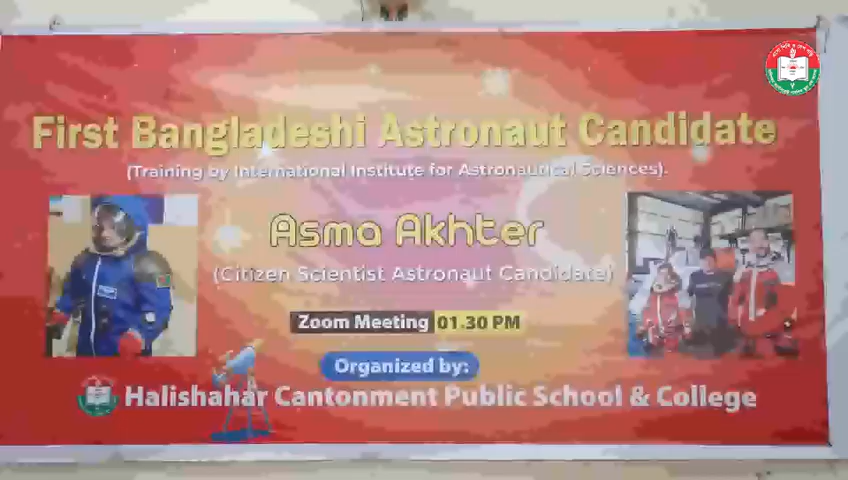 First Bangladeshi Astronaut Candidate
(Training by International Institute for Astronautical Sciences).
Asma Akhter
(Citizen Scientist Astronaut Candidate)
Zoom Meeting 01.30 PM
Organized by:
Halishahar Cantonment Public School & College